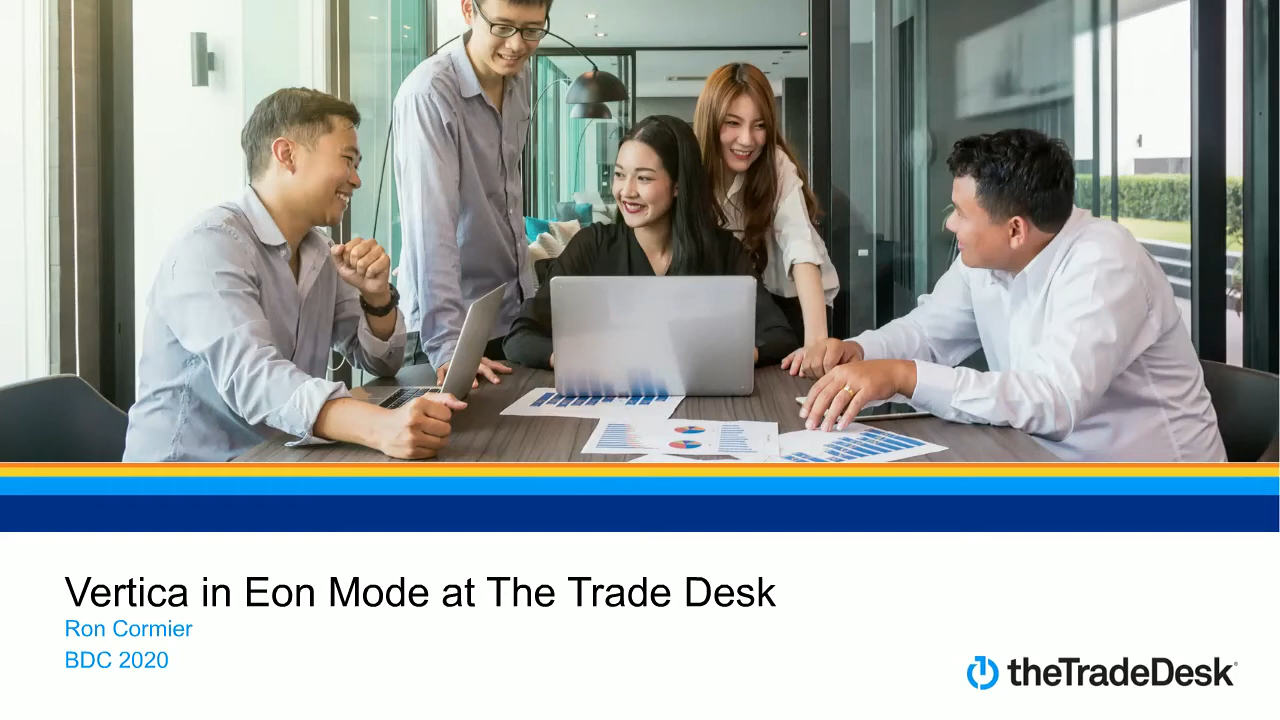 Vertica in Eon Mode at The Trade Desk
Ron Cormier
BDC 2020
theTradeDesk